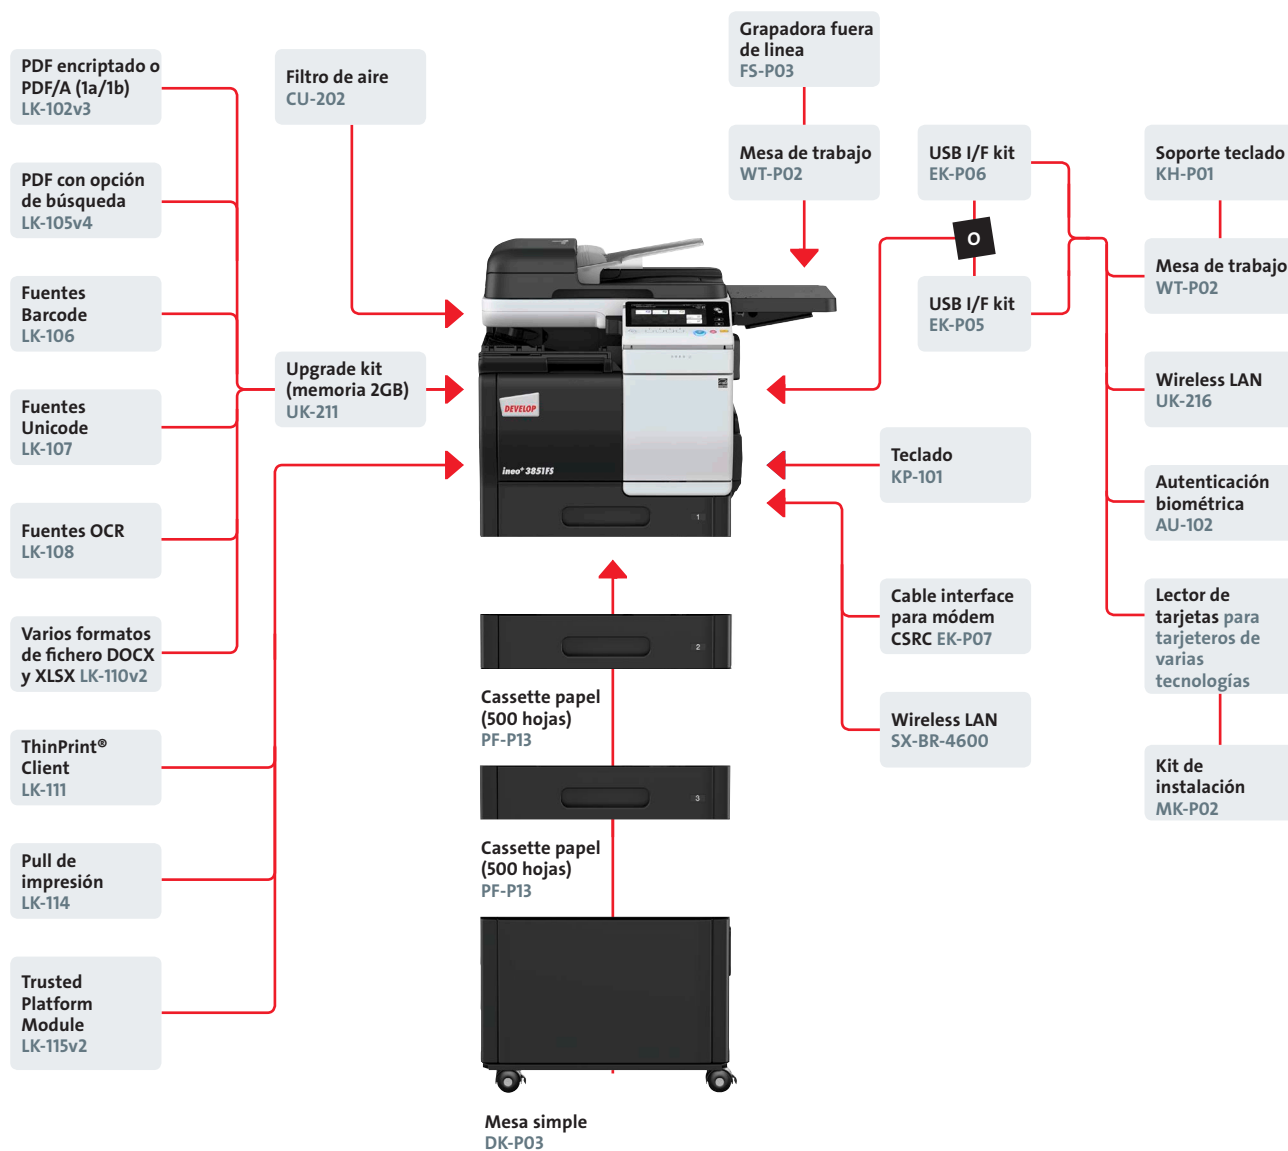 PDF encriptado o
PDF/A (1a/1b)
LK-102v3
PDF con opción
de búsqueda
LK-105v4
Fuentes
Barcode
LK-106
Fuentes
Unicode
LK-107
Fuentes OCR
LK-108
Varios formatos
de fichero DOCX
y XLSX LK-110v2
ThinPrint®
Client
LK-111
Pull de
impresión
LK-114
Trusted
Platform
Module
LK-115v2
Filtro de aire
CU-202
Upgrade kit
(memoria 2GB)
UK-211
Grapadora fuera
de linea
FS-P03
Mesa de trabajo
WT-P02
DEVELOP
ineo+ 3851FS
1
2
Cassette papel
(500 hojas)
PF-P13
3
Cassette papel
(500 hojas)
PF-P13
Mesa simple
DK-P03
USB I/F kit
EK-P06
O
USB I/F kit
EK-P05
Teclado
KP-101
Cable interface
para módem
CSRC EK-P07
Wireless LAN
SX-BR-4600
Soporte teclado
KH-P01
Mesa de trabajo
WT-P02
Wireless LAN
UK-216
Autenticación
biométrica
AU-102
Lector de
tarjetas para
tarjeteros de
varias
tecnologías
Kit de
instalación
MK-P02